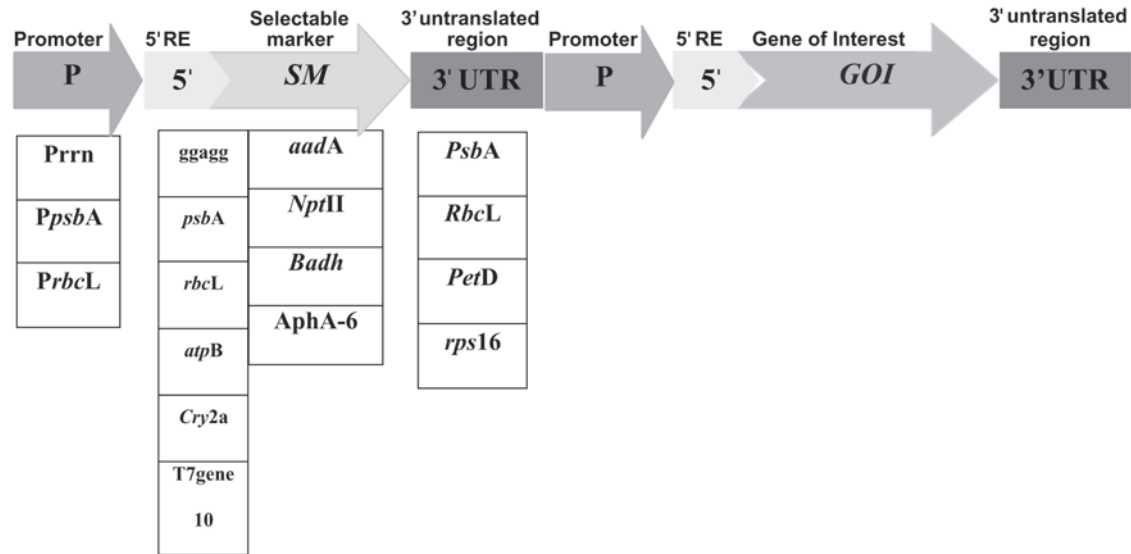 Promoter
5' RE
Selectable
marker
3' untranslated
region
Promoter
5' RE
Gene of Interest
3' untranslated
region
P
5'
SM
3' UTR
P
5'
GOI
3'UTR
Prrn
PpsbA
PrbcL
ggagg
psbA
rbcL
atpB
Cry2a
T7gene
10
aadA
NptII
Badh
AphA-6
PsbA
RbcL
PetD
rps16